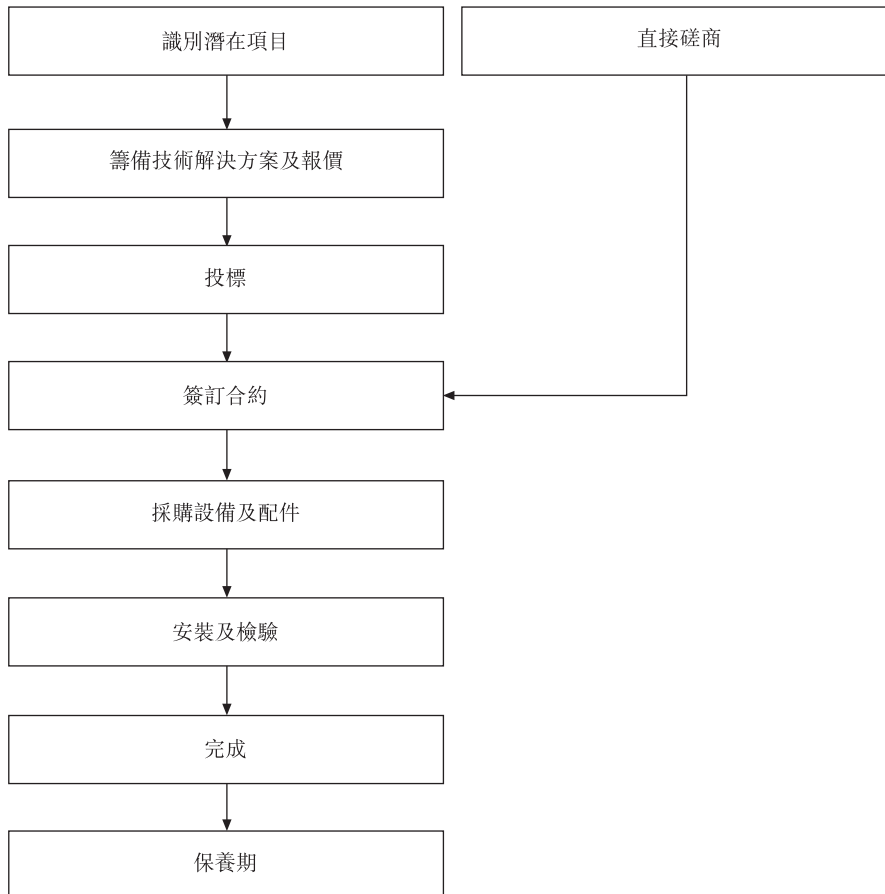 識別潛在項目
直接磋商
籌備技術解決方案及報價
投標
簽訂合約
採購設備及配件
安裝及檢驗
完成
保養期